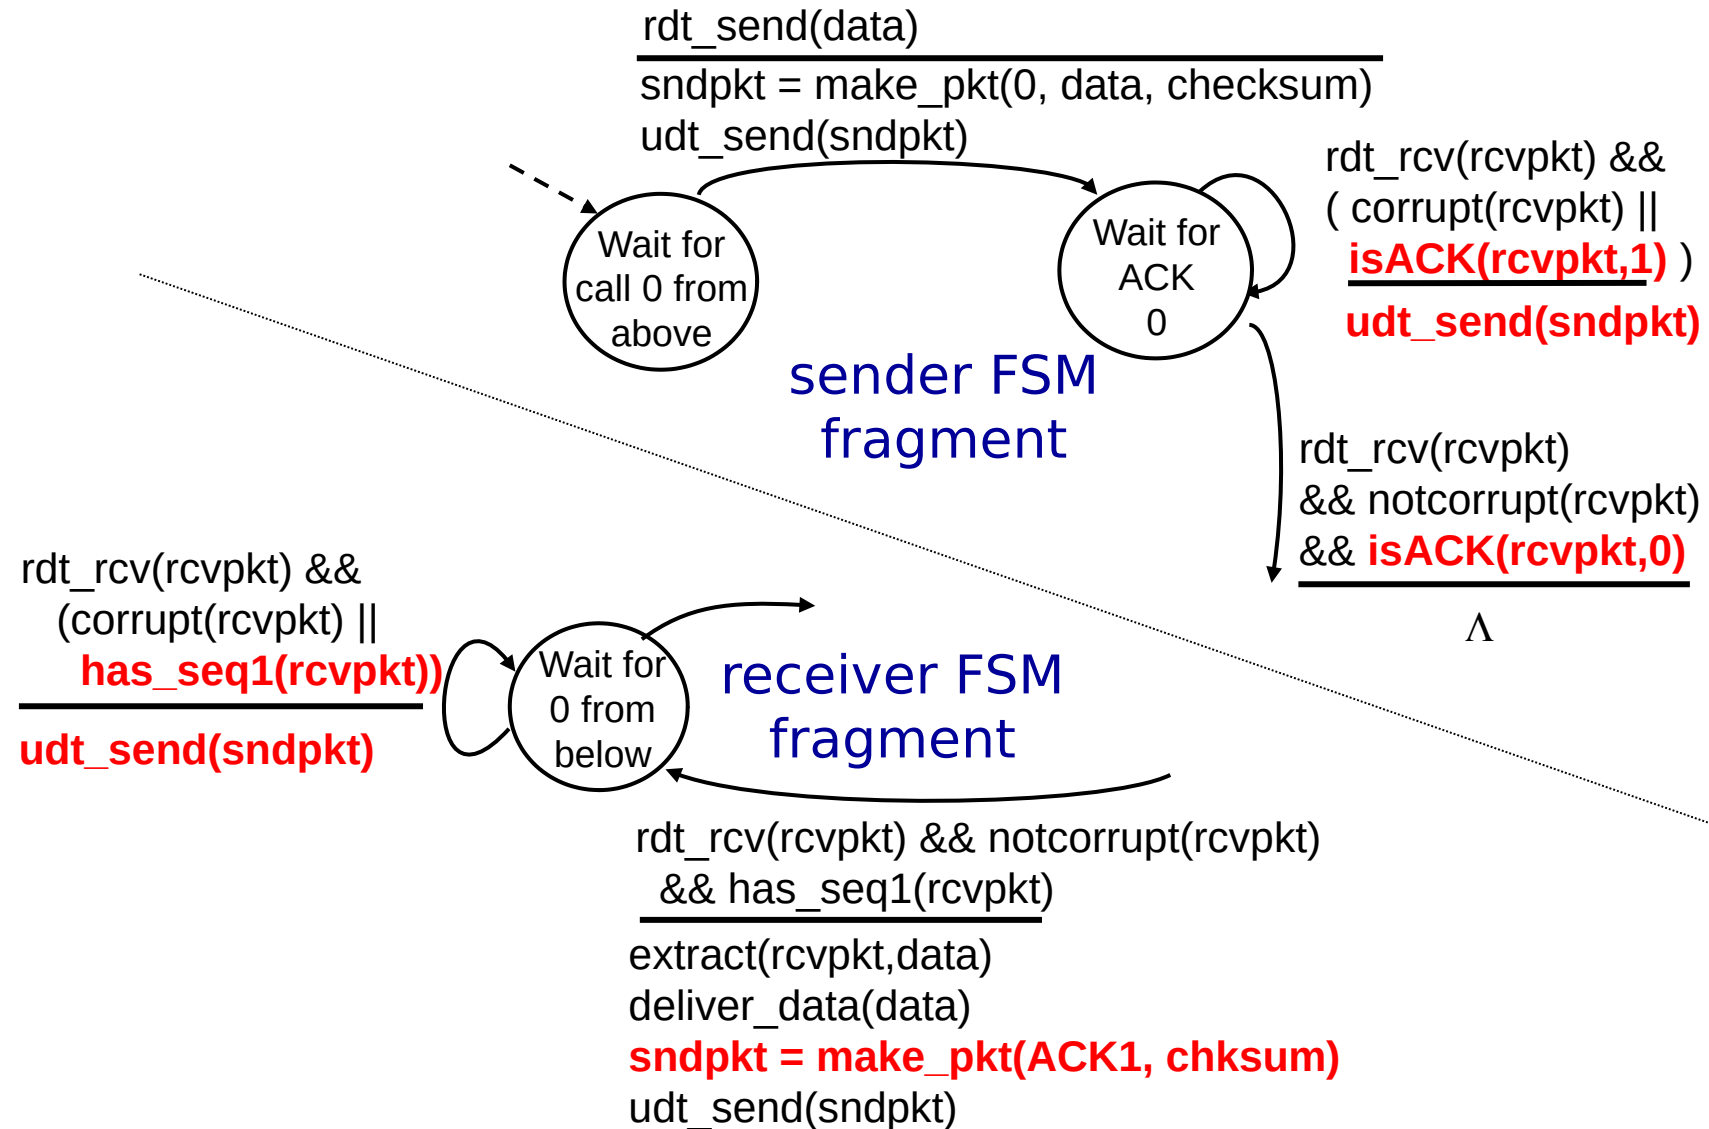 rdt_send(data)
sndpkt = make_pkt(0, data, checksum)
udt_send(sndpkt)
rdt_rcv(rcvpkt) &&
( corrupt(rcvpkt) ||
isACK(rcvpkt,1) )
udt_send(sndpkt)
Wait for
call 0 from
above
Wait for
ACK
0
sender FSM
fragment
rdt_rcv(rcvpkt)
&& notcorrupt(rcvpkt)
&& isACK(rcvpkt,0)
Λ
rdt_rcv(rcvpkt) &&
(corrupt(rcvpkt) ||
has_seq1(rcvpkt))
udt_send(sndpkt)
Wait for
0 from
below
receiver FSM
fragment
rdt_rcv(rcvpkt) && notcorrupt(rcvpkt)
&& has_seq1(rcvpkt)
extract(rcvpkt,data)
deliver_data(data)
sndpkt = make_pkt(ACK1, chksum)
udt_send(sndpkt)